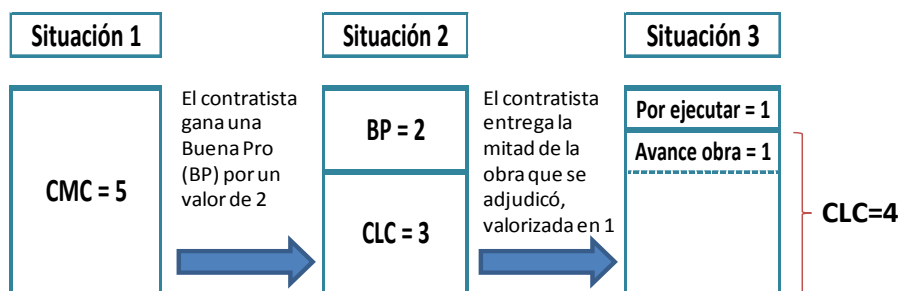 Situación 1
Situación 2
Situación 3
CMC = 5
El contratista
gana una
Buena Pro
(BP) por un
valor de 2
BP = 2
CLC = 3
El contratista
entrega la
mitad de la
obra que se
adjudicó,
valorizada en 1
Por ejecutar = 1
Avance obra = 1
CLC=4